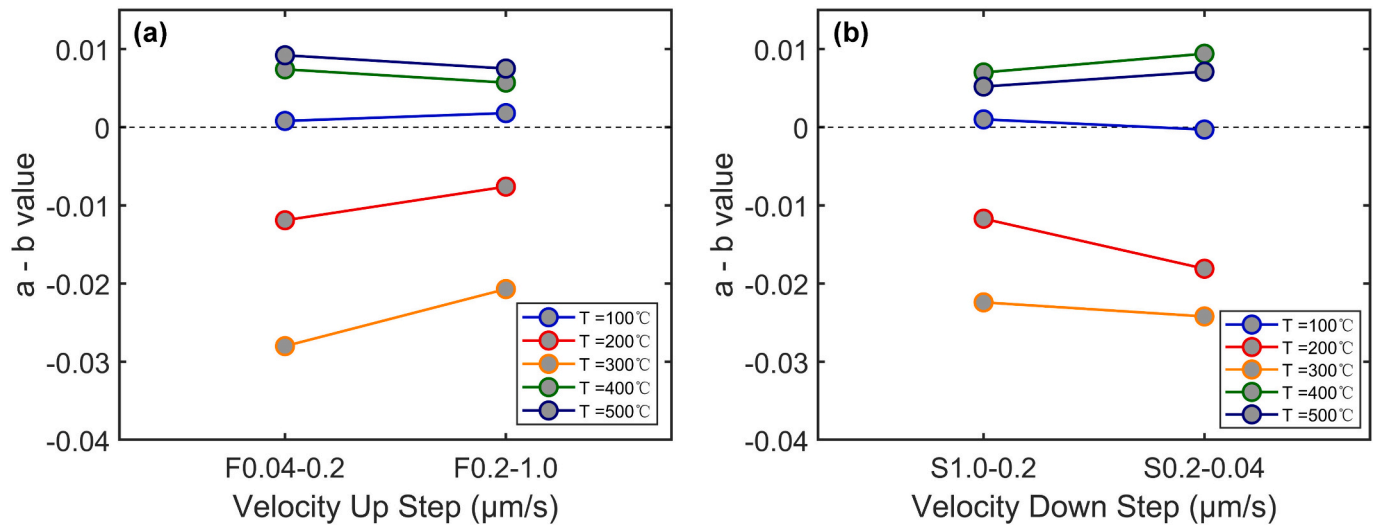 (a)
0.01
0
-0.01
-0.02
-0.03
-0.04
a - b value
F0.04-0.2
F0.2-1.0
Velocity Up Step (μm/s)
T =100℃
T =200℃
T =300℃
T =400℃
T =500℃
(b)
0.01
0
-0.01
-0.02
-0.03
-0.04
a - b value
S1.0-0.2
S0.2-0.04
Velocity Down Step (μm/s)
T =100℃
T =200℃
T =300℃
T =400℃
T =500℃